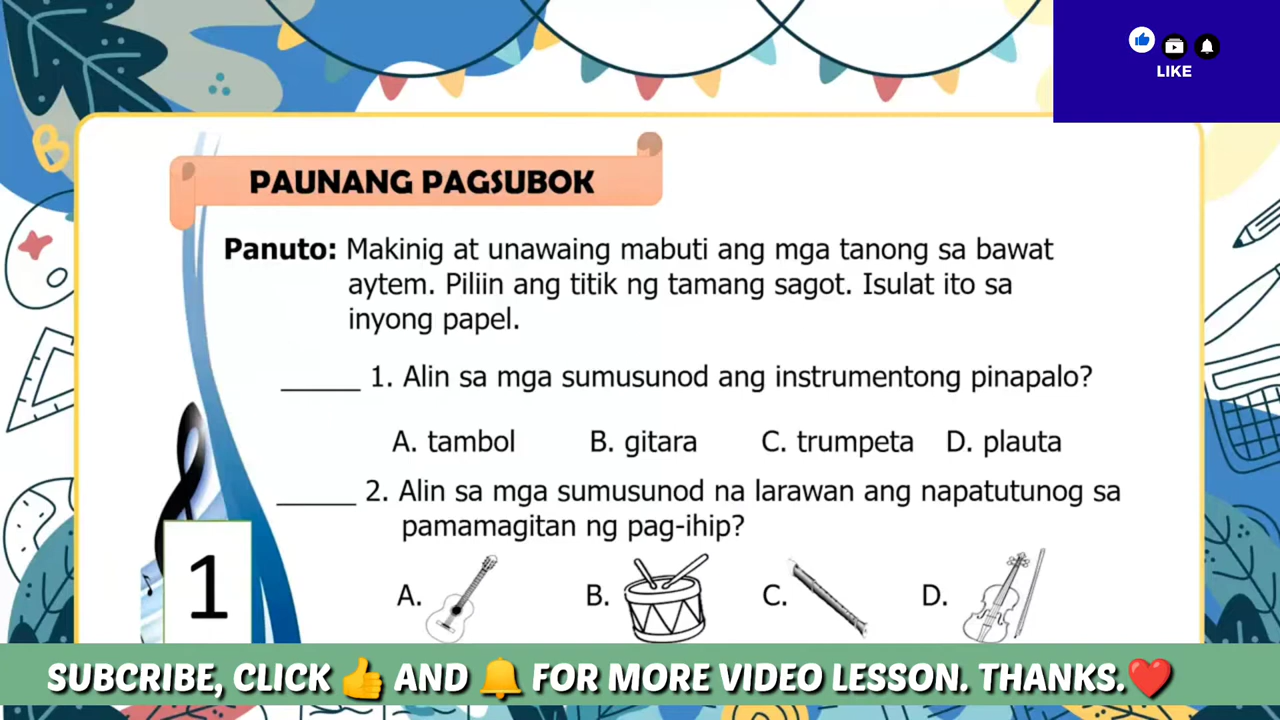 LIKE
PAUNANG PAGSUBOK
Panuto: Makinig at unawaing mabuti ang mga tanong sa bawat
aytem. Piliin ang titik ng tamang sagot. Isulat ito sa
inyong papel.
_____ 1. Alin sa mga sumusunod ang instrumentong pinapalo?
A. tambol B. gitara C. trumpeta D. plauta
_____ 2. Alin sa mga sumusunod na larawan ang napatutunog sa
pamamagitan ng pag-ihip?
A. B. C. D.
1
SUBCRIBE, CLICK 👍 AND 🔔 FOR MORE VIDEO LESSON. THANKS.❤️